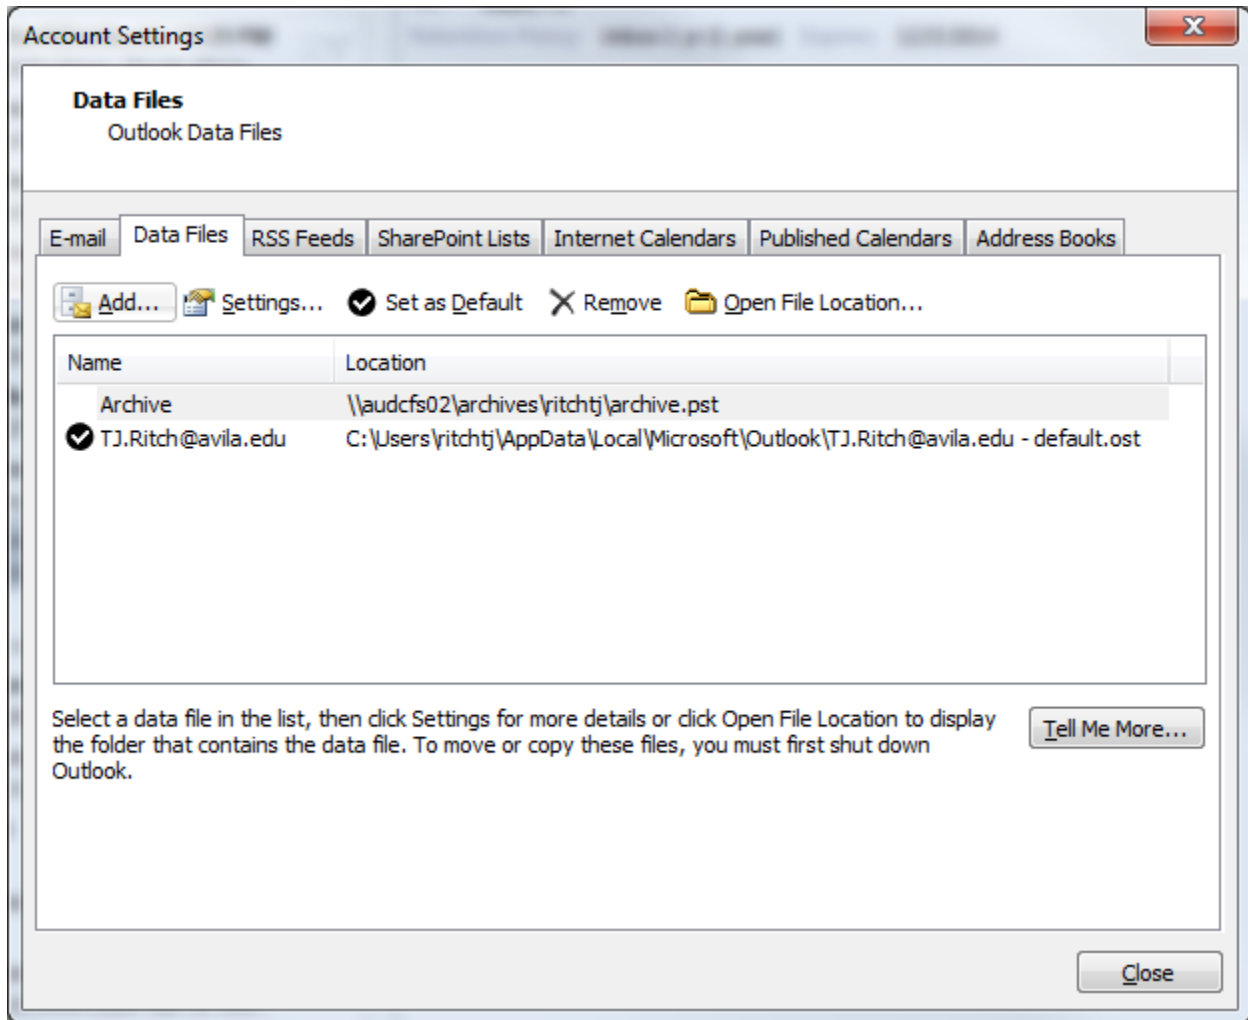 Account Settings
Data Files
Outlook Data Files
E-mail Data Files RSS Feeds SharePoint Lists Internet Calendars Published Calendars Address Books
Add... Settings... Set as Default Remove Open File Location...
Name Location
Archive \\audcfs02\archives\ritchtj\archive.pst
TJ.Ritch@avila.edu C:\Users\ritchtj\AppData\Local\Microsoft\Outlook\TJ.Ritch@avila.edu - default.ost
Select a data file in the list, then click Settings for more details or click Open File Location to display
the folder that contains the data file. To move or copy these files, you must first shut down
Outlook.
Tell Me More...
Close